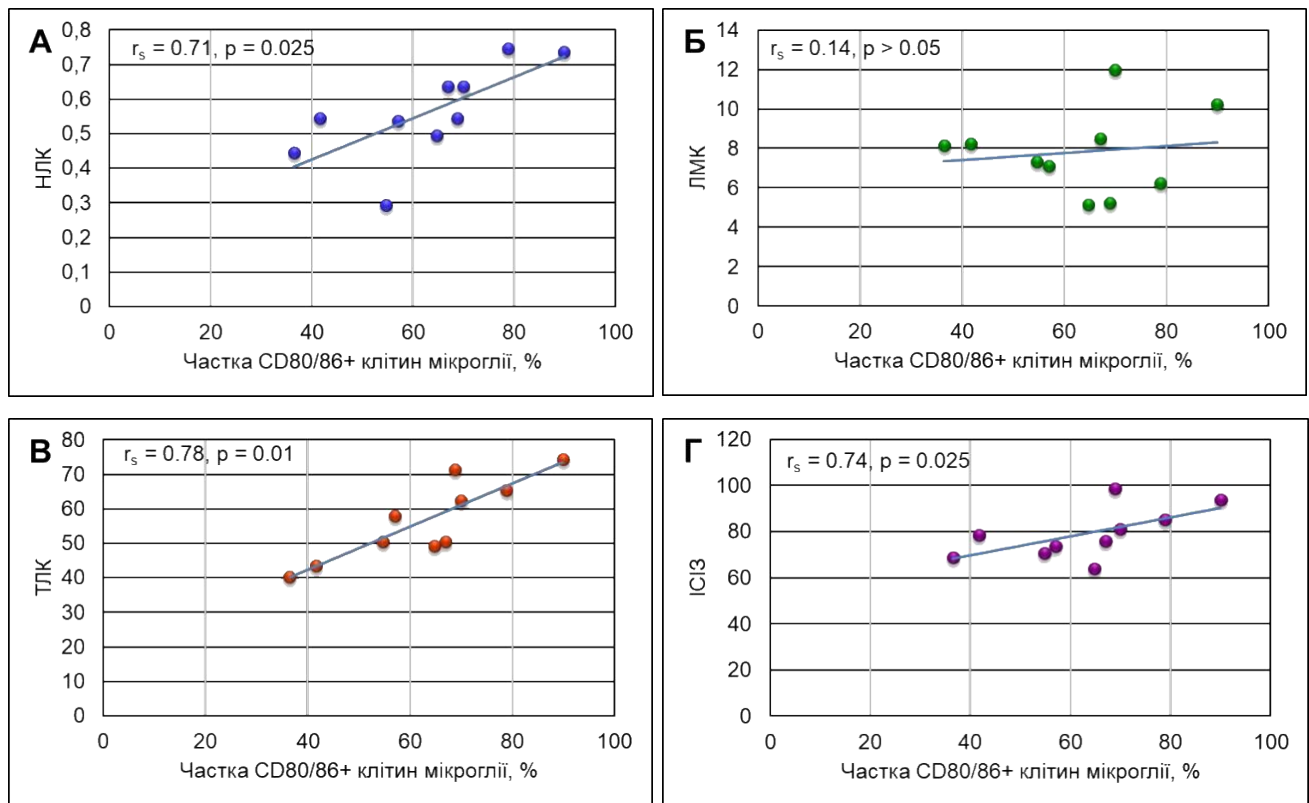 А
r_s = 0.71, p = 0.025
НЛК
0,8
0,7
0,6
0,5
0,4
0,3
0,2
0,1
0
0 20 40 60 80 100
Частка CD80/86+ клітин мікроглії, %
Б
r_s = 0.14, p > 0.05
ЛМК
14
12
10
8
6
4
2
0
0 20 40 60 80 100
Частка CD80/86+ клітин мікроглії, %
В
r_s = 0.78, p = 0.01
ТЛК
80
70
60
50
40
30
20
10
0
0 20 40 60 80 100
Частка CD80/86+ клітин мікроглії, %
Г
r_s = 0.74, p = 0.025
ІСІЗ
120
100
80
60
40
20
0
0 20 40 60 80 100
Частка CD80/86+ клітин мікроглії, %